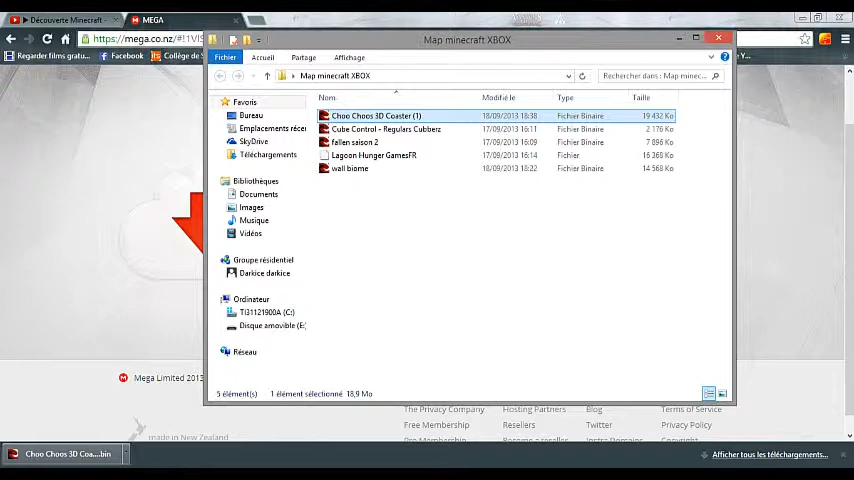 Découverte Minecraft -
MEGA
Map minecraft XBOX
https://mega.co.nz/#!1VIS
Regarder films gratu...
Facebook
Collège de S
Y...
Fichier
Accueil
Partage
Affichage
Map minecraft XBOX
Rechercher dans : Map minec...
Nom
Modifié le
Type
Taille
Favoris
Bureau
Emplacements récen
SkyDrive
Téléchargements
Choo Choos 3D Coaster (1) 18/09/2013 18:38 Fichier Binaire 19 432 Ko
Cube Control - Regulars Cubberz 17/09/2013 16:11 Fichier Binaire 2 176 Ko
fallen saison 2 17/09/2013 16:09 Fichier Binaire 7 896 Ko
Lagoon Hunger GamesFR 17/09/2013 16:14 Fichier 16 368 Ko
wall biome 18/09/2013 18:22 Fichier Binaire 14 568 Ko
Bibliothèques
Documents
Images
Musique
Vidéos
Groupe résidentiel
Darkice darkice
Ordinateur
TI31121900A (C:)
Disque amovible (E:)
Réseau
5 élément(s) 1 élément sélectionné 18,9 Mo
Mega Limited 2013
The Privacy Company
Hosting Partners
Blog
Terms of Service
Free Membership
Resellers
Twitter
Privacy Policy
made in New Zealand
Copyright
Choo Choos 3D Coa....bin
Afficher tous les téléchargements...